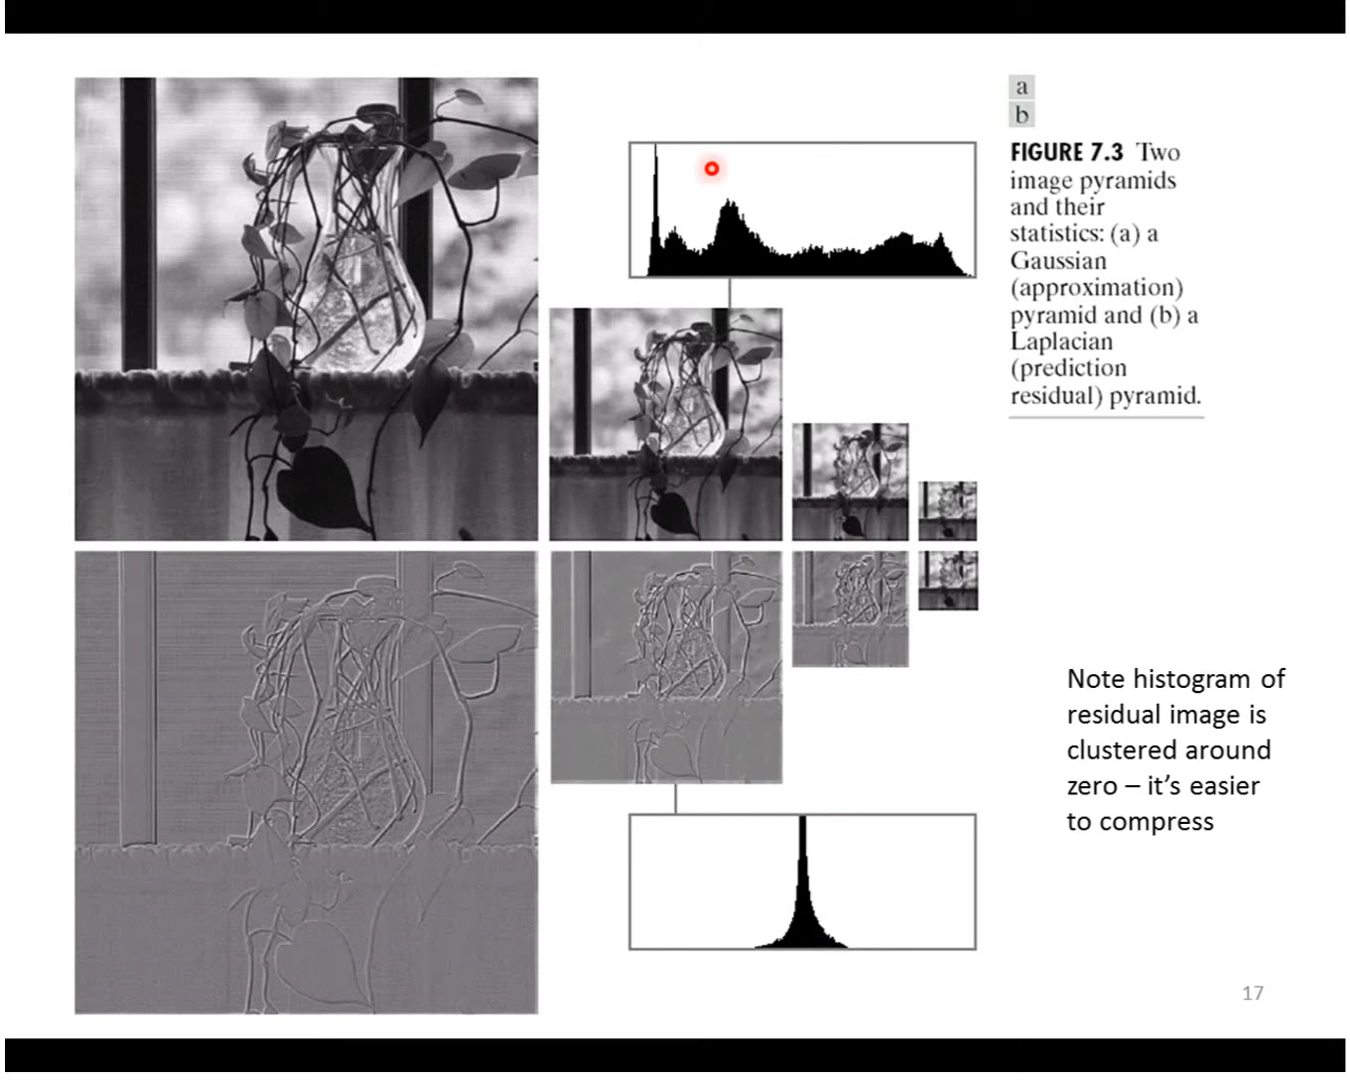 a
b
FIGURE 7.3 Two
image pyramids
and their
statistics: (a) a
Gaussian
(approximation)
pyramid and (b) a
Laplacian
(prediction
residual) pyramid.
Note histogram of
residual image is
clustered around
zero – it's easier
to compress
17